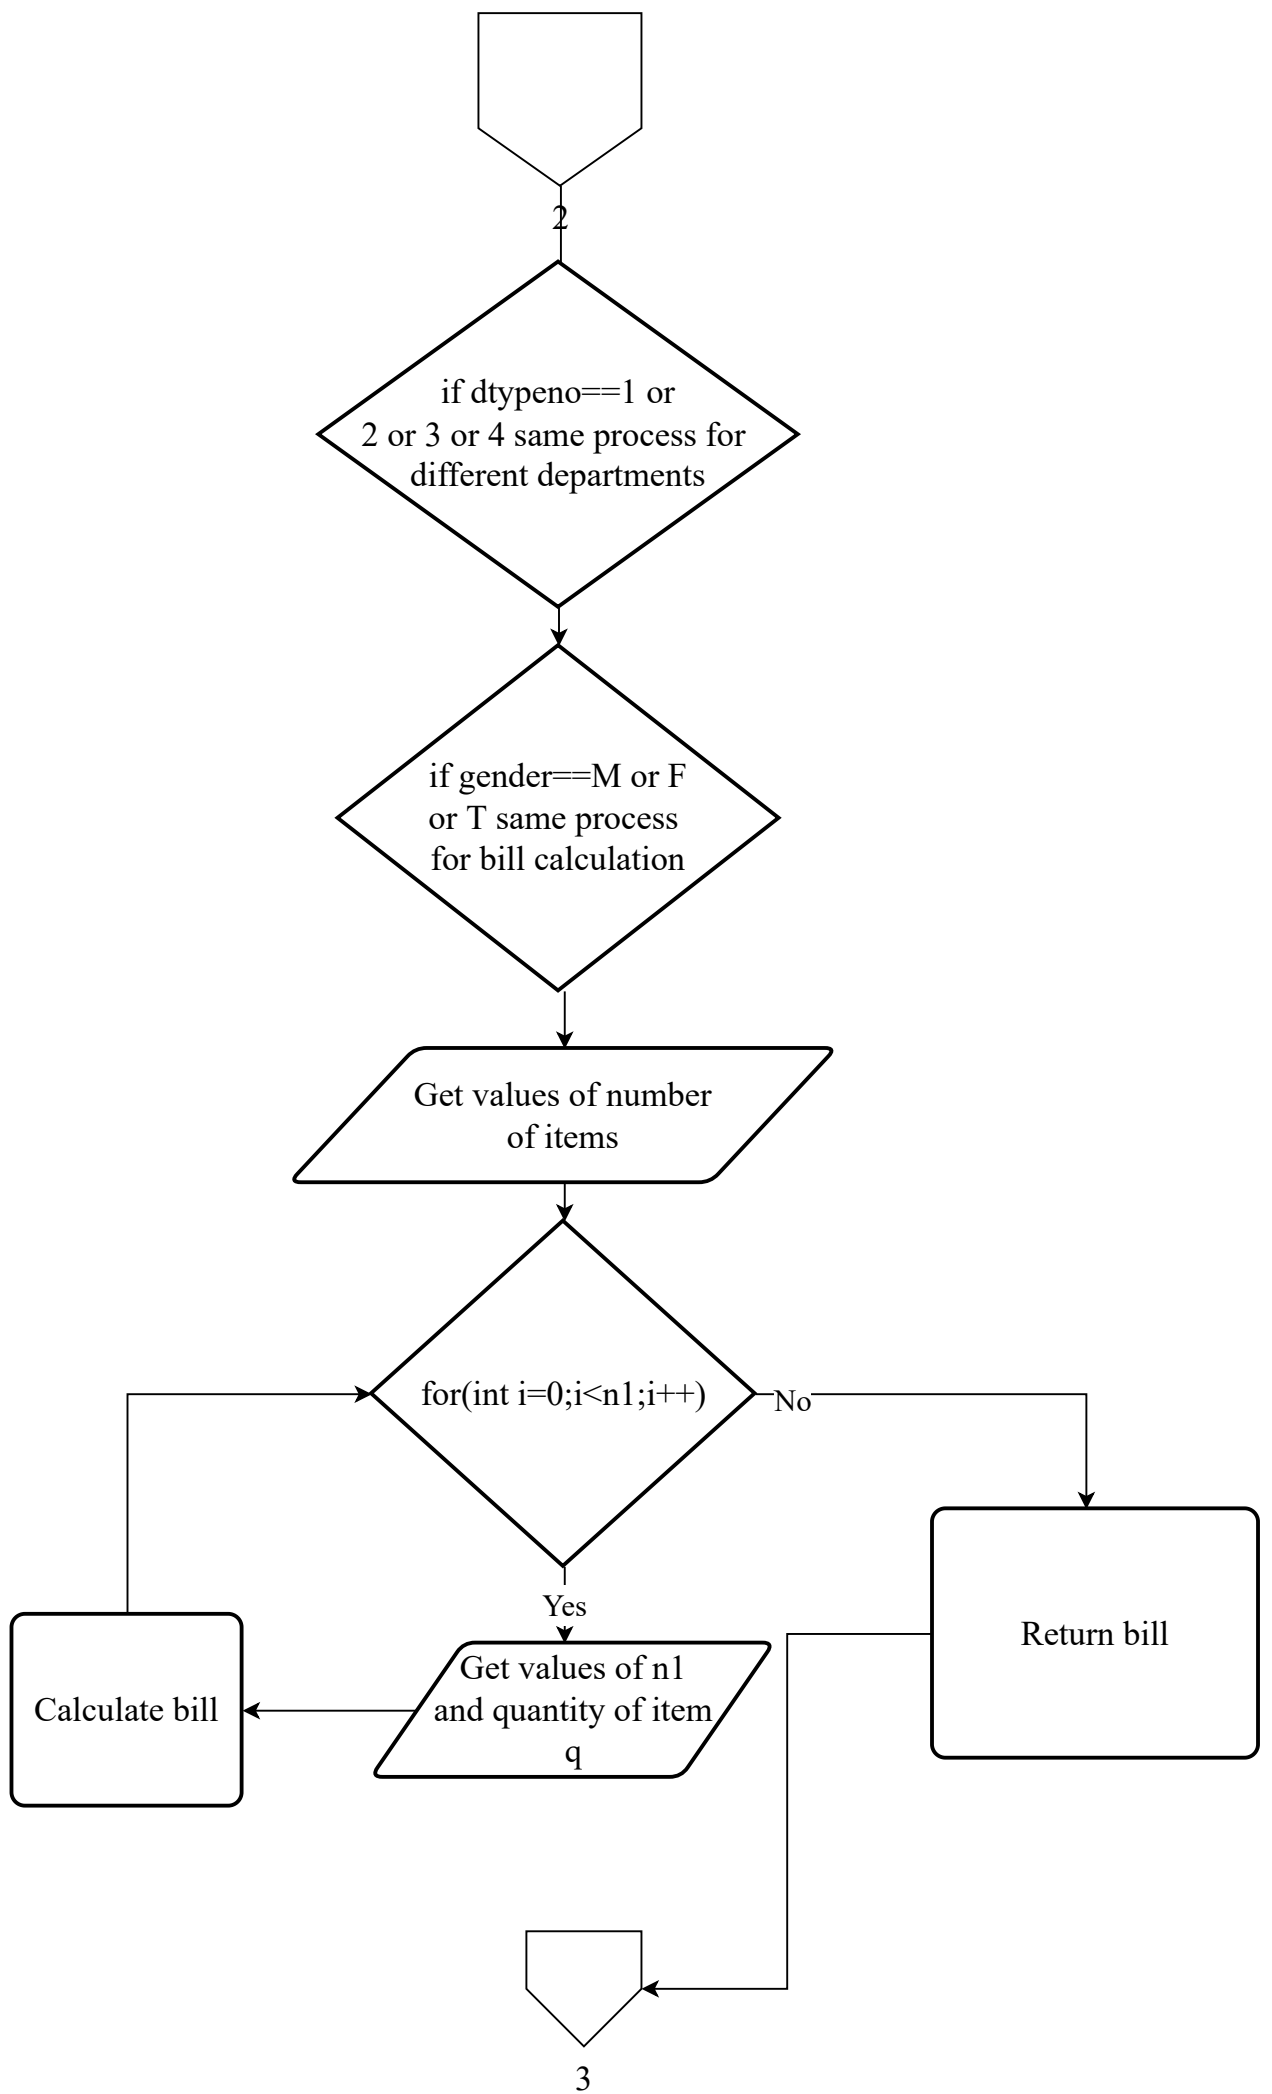 2
if dtypeno==1 or
2 or 3 or 4 same process for
different departments
if gender==M or F
or T same process
for bill calculation
Get values of number
of items
for(int i=0;i<n1;i++)
No
Yes
Get values of n1
and quantity of item
q
Calculate bill
Return bill
3